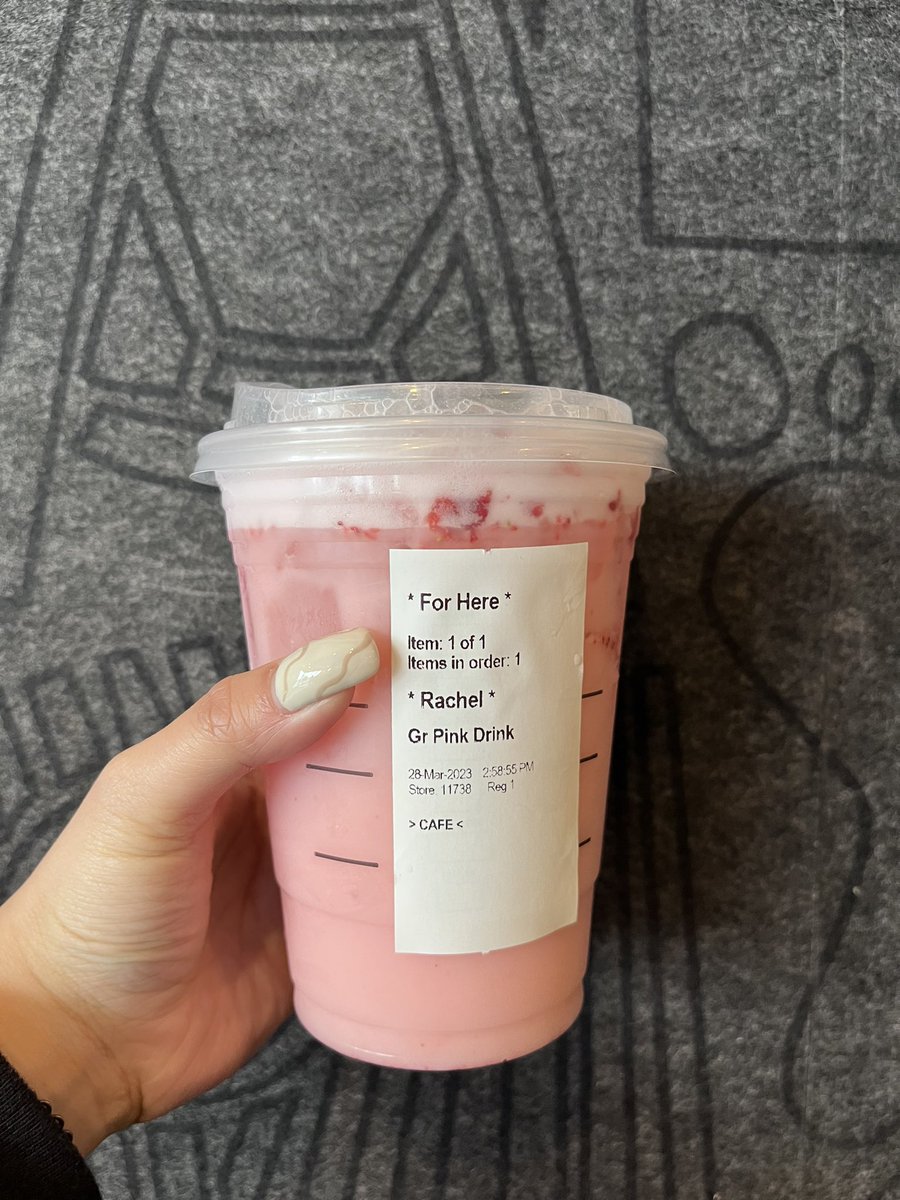 * For Here *
Item: 1 of 1
Items in order: 1
* Rachel *
Gr Pink Drink
28-Mar-2023 2:58:55 PM
Store 11738 Reg 1
> CAFE <